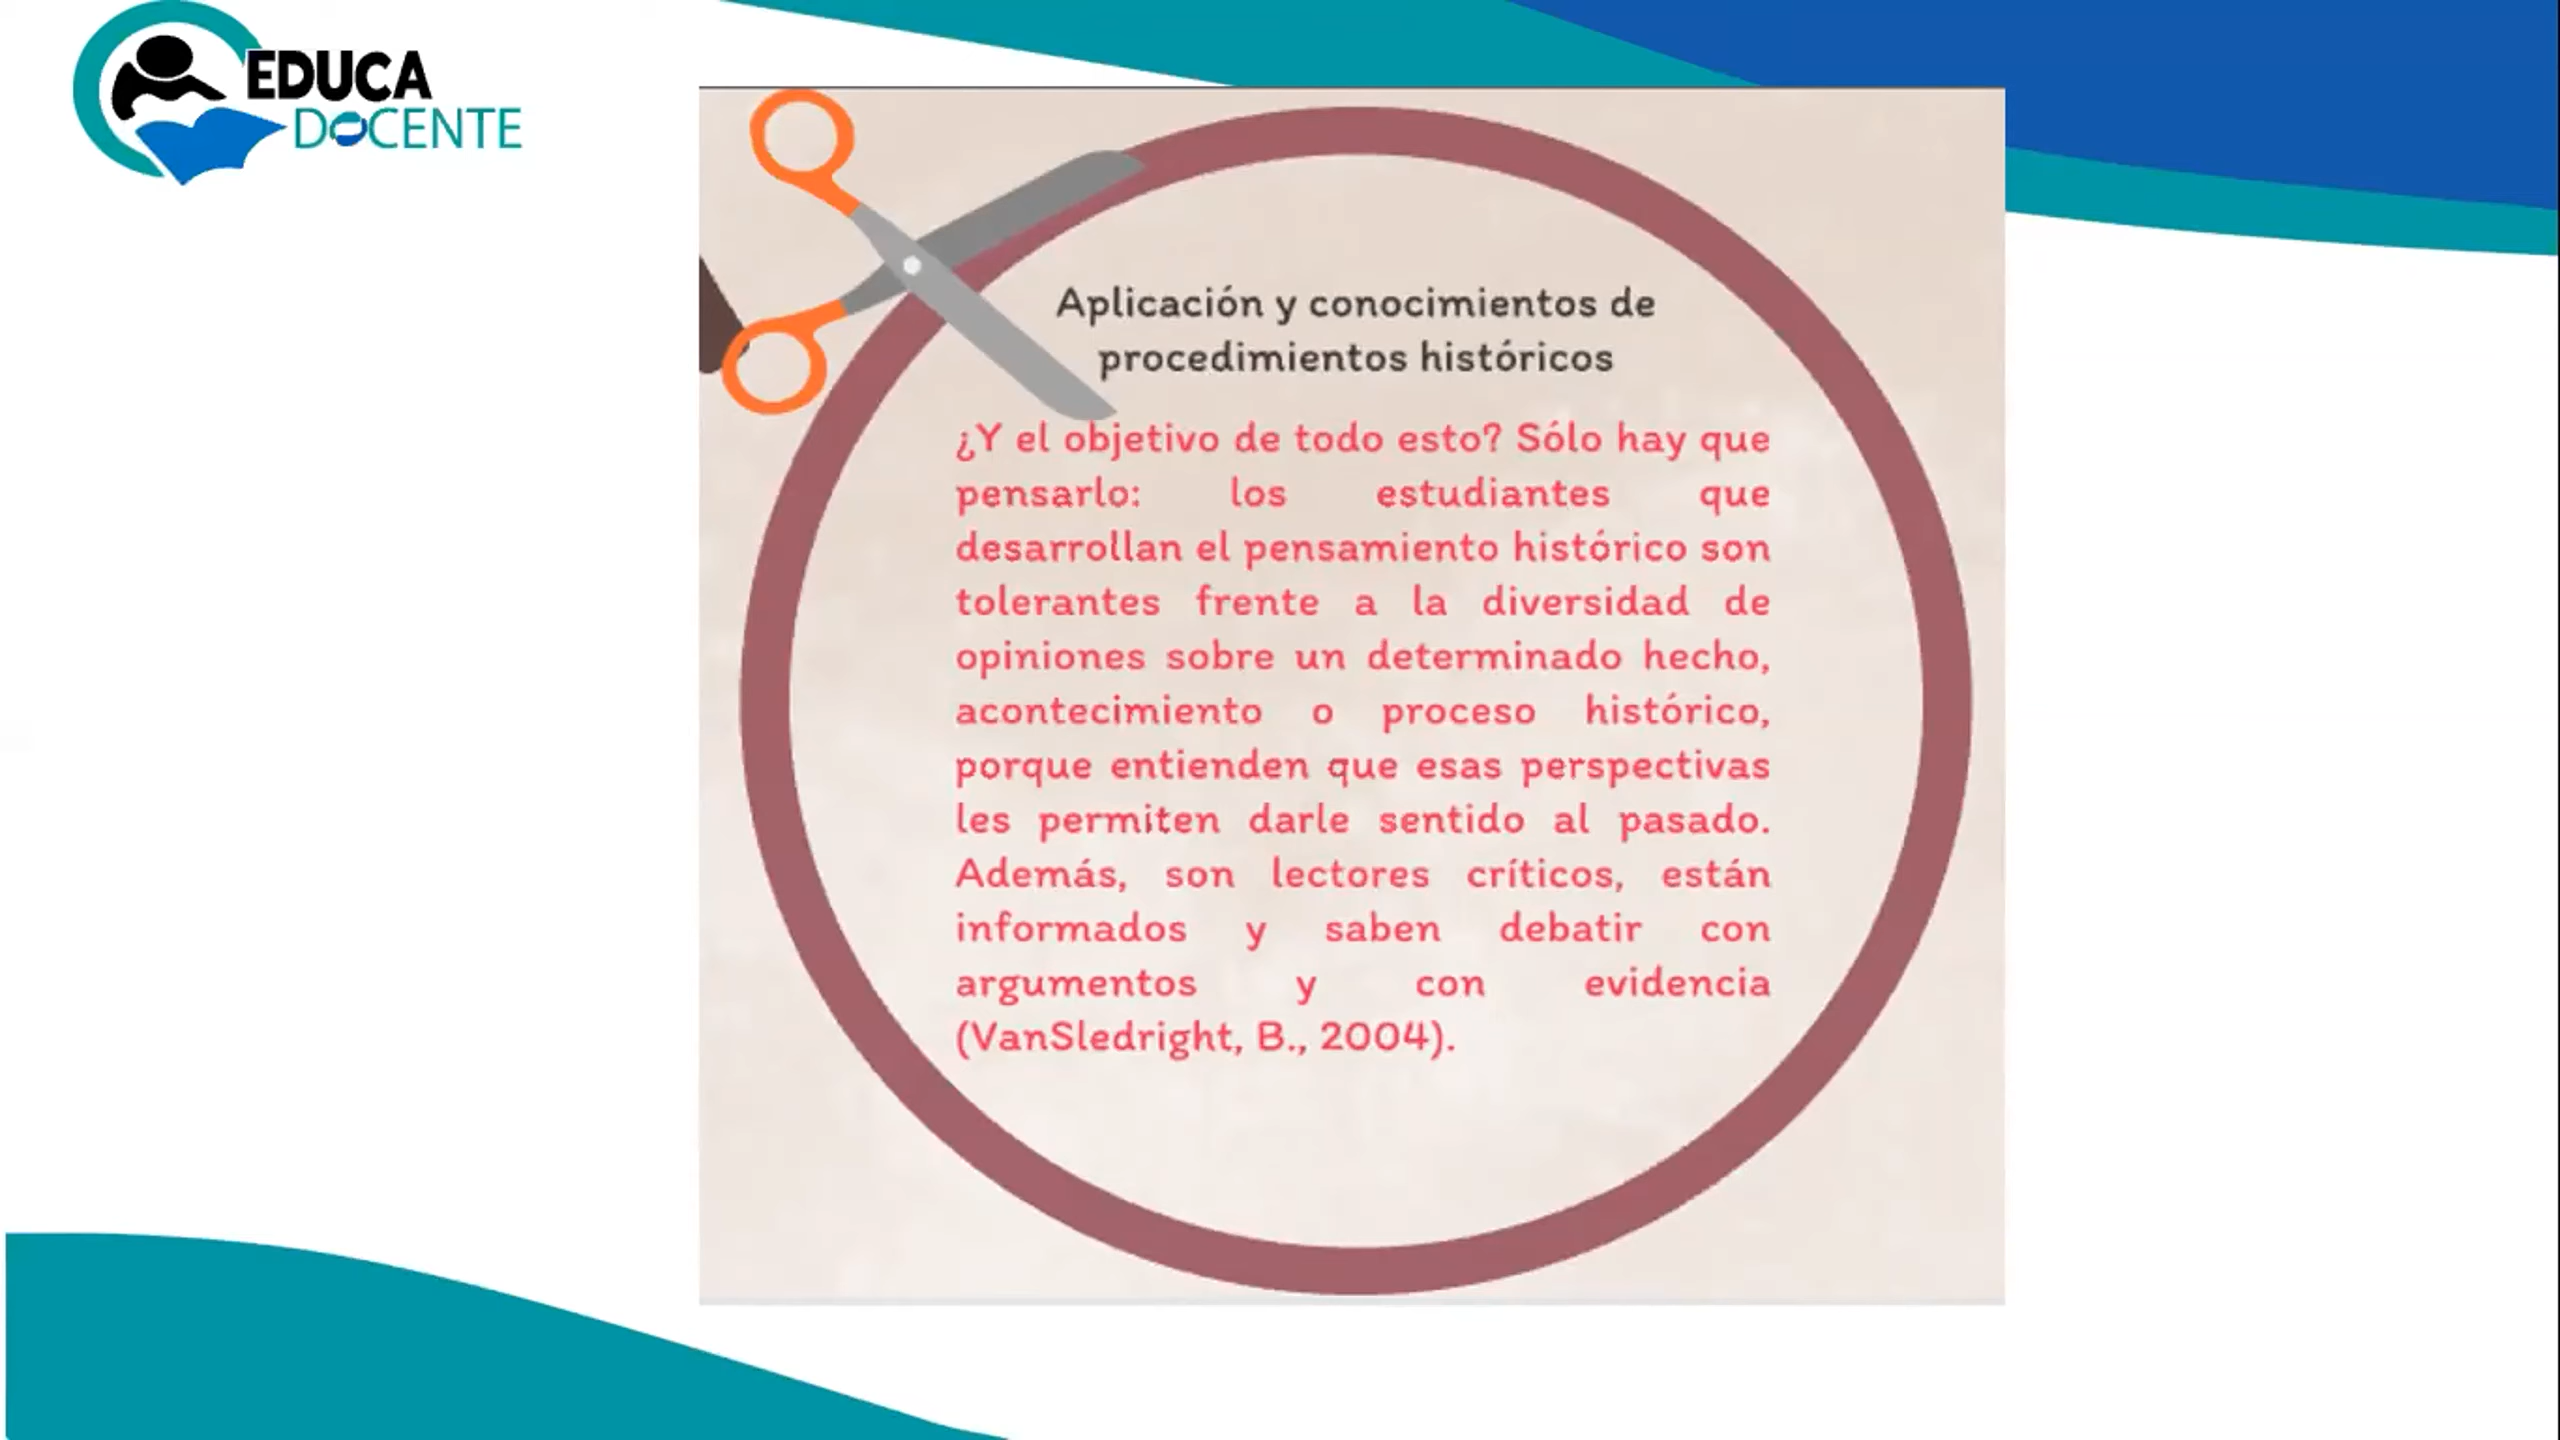 EDUCA
DOCENTE
Aplicación y conocimientos de
procedimientos históricos
¿Y el objetivo de todo esto? Sólo hay que
pensarlo: los estudiantes que
desarrollan el pensamiento histórico son
tolerantes frente a la diversidad de
opiniones sobre un determinado hecho,
acontecimiento o proceso histórico,
porque entienden que esas perspectivas
les permiten darle sentido al pasado.
Además, son lectores críticos, están
informados y saben debatir con
argumentos y con evidencia
(VanSledright, B., 2004).